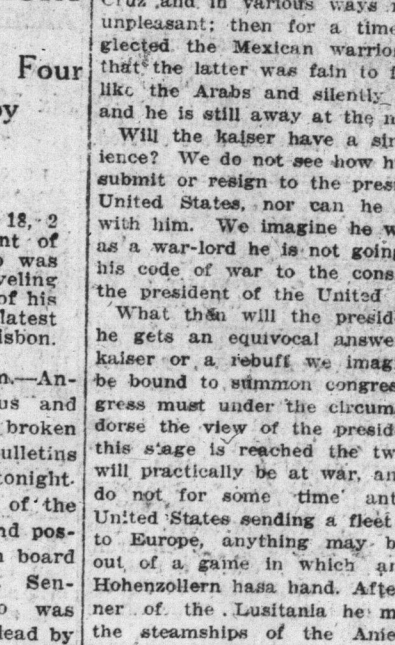 Four
by
18, 2
nt of
was
veling
of his
latest
isbon.
n.—An-
us and
broken
ulletins
tonight.
of the
nd pos-
board
Sen-
was
dead by
Cruz and in various ways
unpleasant; then for a time
glected the Mexican warrio
that the latter was fain to f
like the Arabs and silently
and he is still away at the
Will the kaiser have a sim
ience? We do not see how h
submit or resign to the pres
United States, nor can he
with him. We imagine he w
as a war-lord he is not going
his code of war to the cons
the president of the United
What then will the presid
he gets an equivocal answe
kaiser or a rebuff we imag
be bound to summon congres
gress must under the circum
dorse the view of the presid
this stage is reached the tw
will practically be at war, an
do not for some time ant
United States sending a fleet
to Europe, anything may b
out of a game in which a
Hohenzollern hasa hand. Afte
ner of the Lusitania he m
the steamships of the Ame